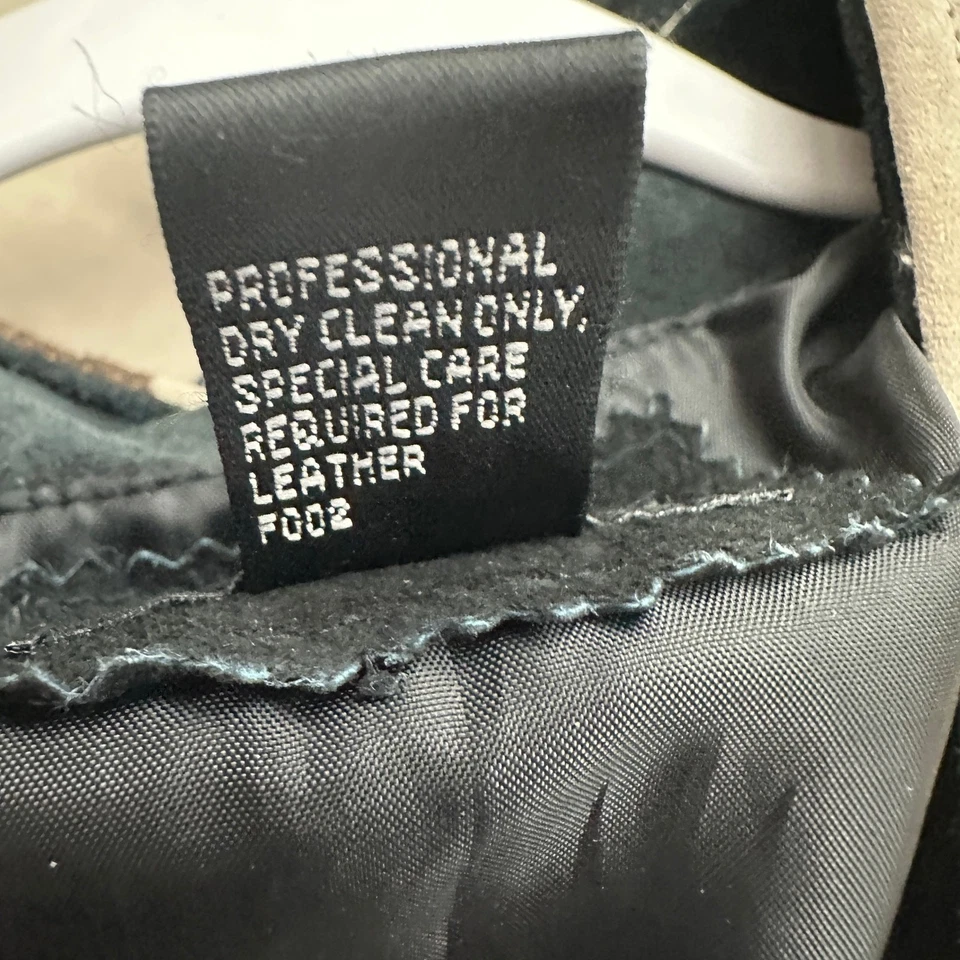 PROFESSIONAL
DRY CLEAN ONLY.
SPECIAL CARE
REQUIRED FOR
LEATHER
F002